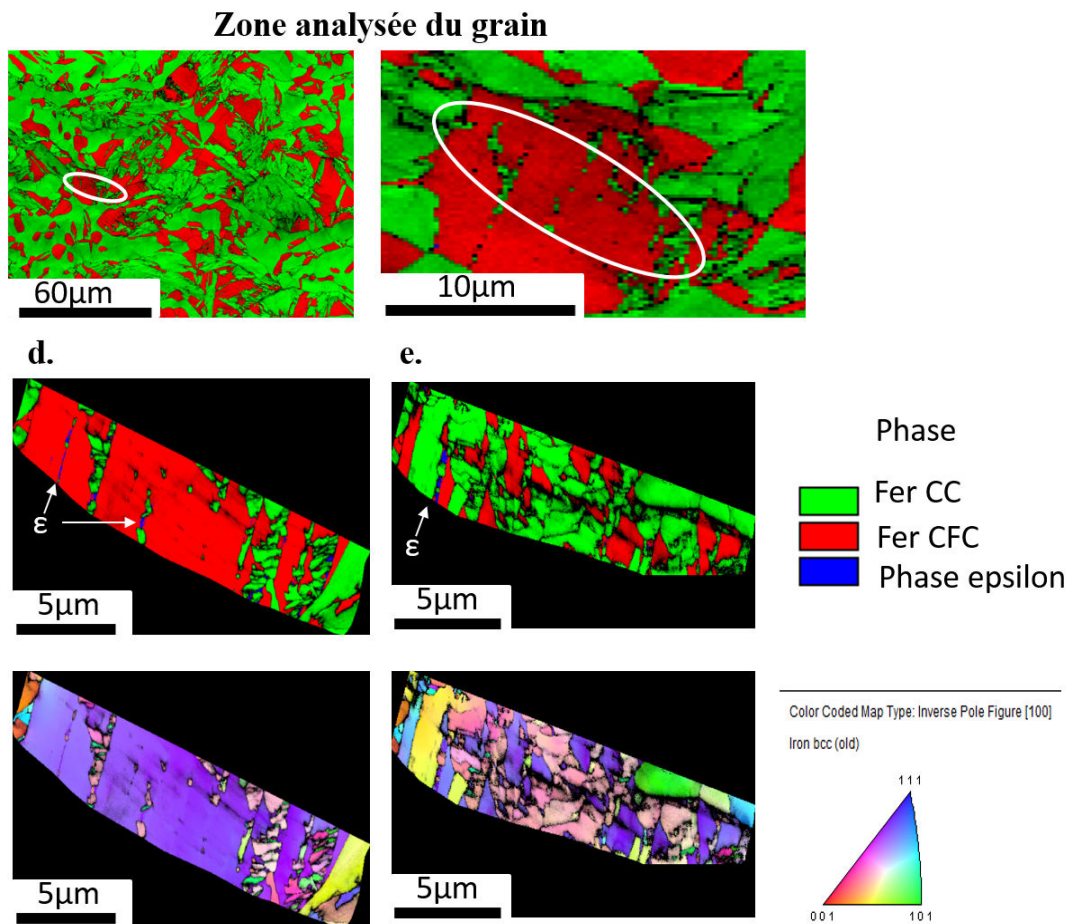 Zone analysée du grain
60µm
10µm
d.
e.
ε
ε
5µm
5µm
Phase
Fer CC
Fer CFC
Phase epsilon
5µm
5µm
Color Coded Map Type: Inverse Pole Figure [100]
Iron bcc (old)
111
001
101